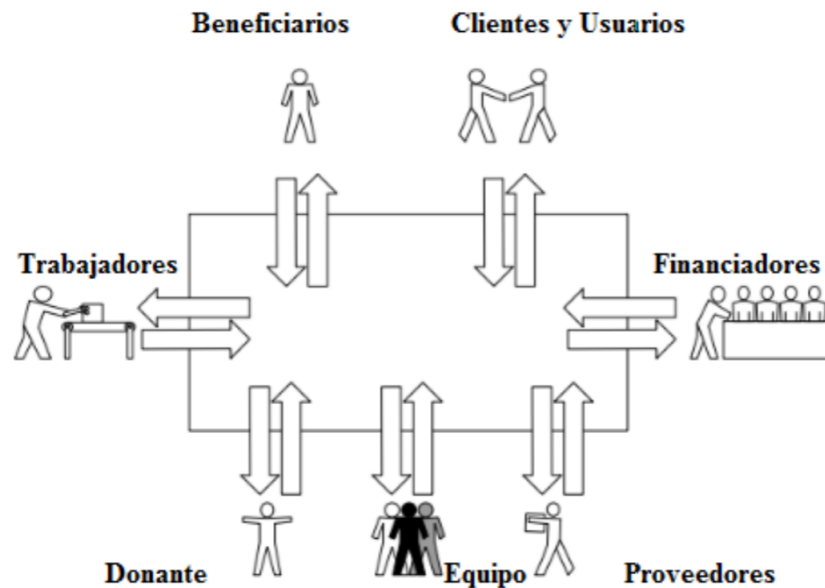 Beneficiarios
Clientes y Usuarios
Trabajadores
Financiadores
Donante
Equipo
Proveedores